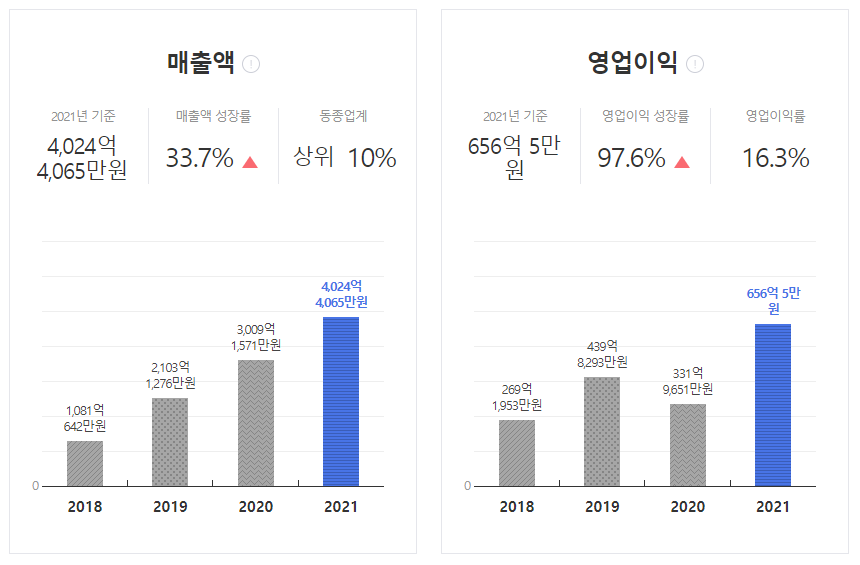 매출액
2021년 기준
4,024억
4,065만원
매출액 성장률
33.7%
동종업계
상위 10%
4,024억
4,065만원
3,009억
1,571만원
2,103억
1,276만원
1,081억
642만원
0
2018 2019 2020 2021
영업이익
2021년 기준
656억 5만
원
영업이익 성장률
97.6%
영업이익률
16.3%
656억 5만
원
439억
8,293만원
331억
9,651만원
269억
1,953만원
0
2018 2019 2020 2021